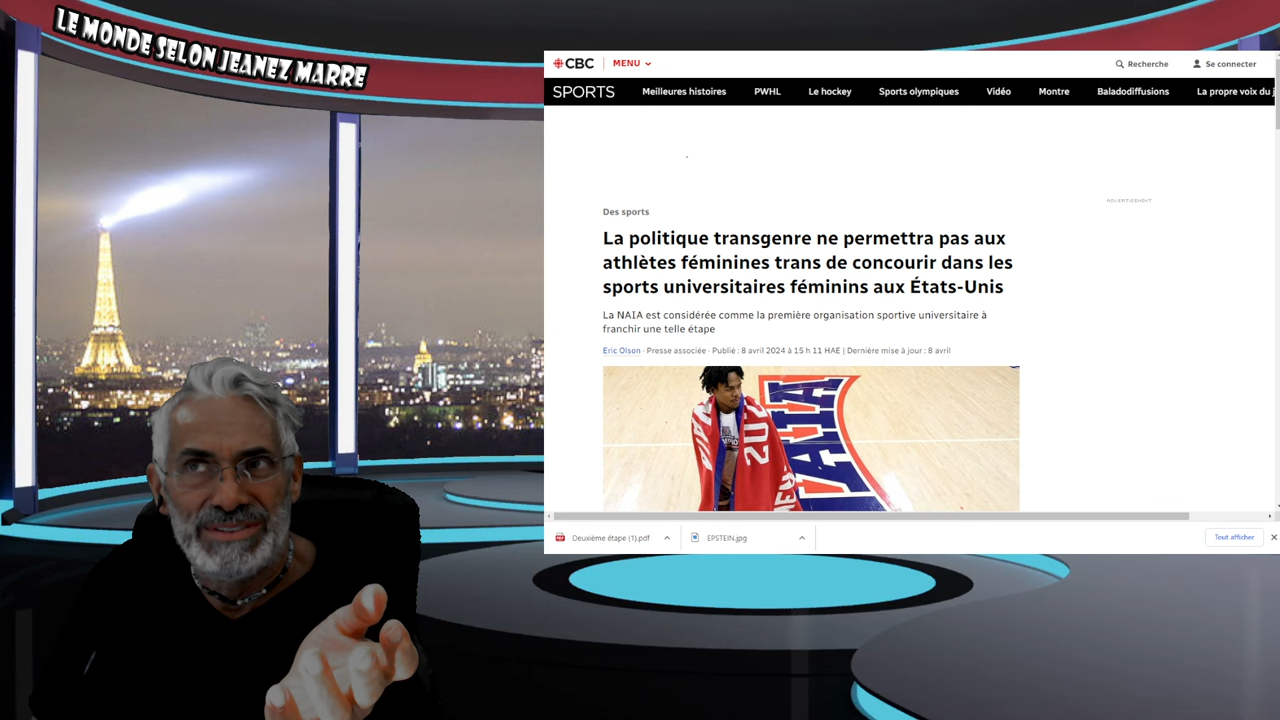 LE MONDE SELON JEANEZ MARRE
CBC MENU
Recherche Se connecter
SPORTS Meilleures histoires PWHL Le hockey Sports olympiques Vidéo Montre Baladodiffusions La propre voix du j
ADVERTISEMENT
Des sports
La politique transgenre ne permettra pas aux
athlètes féminines trans de concourir dans les
sports universitaires féminins aux États-Unis
La NAIA est considérée comme la première organisation sportive universitaire à
franchir une telle étape
Eric Olson · Presse associée · Publié : 8 avril 2024 à 15 h 11 HAE | Dernière mise à jour : 8 avril
NAIA
202
NAIA
PDF Deuxième étape (1).pdf EPSTEIN.jpg Tout afficher